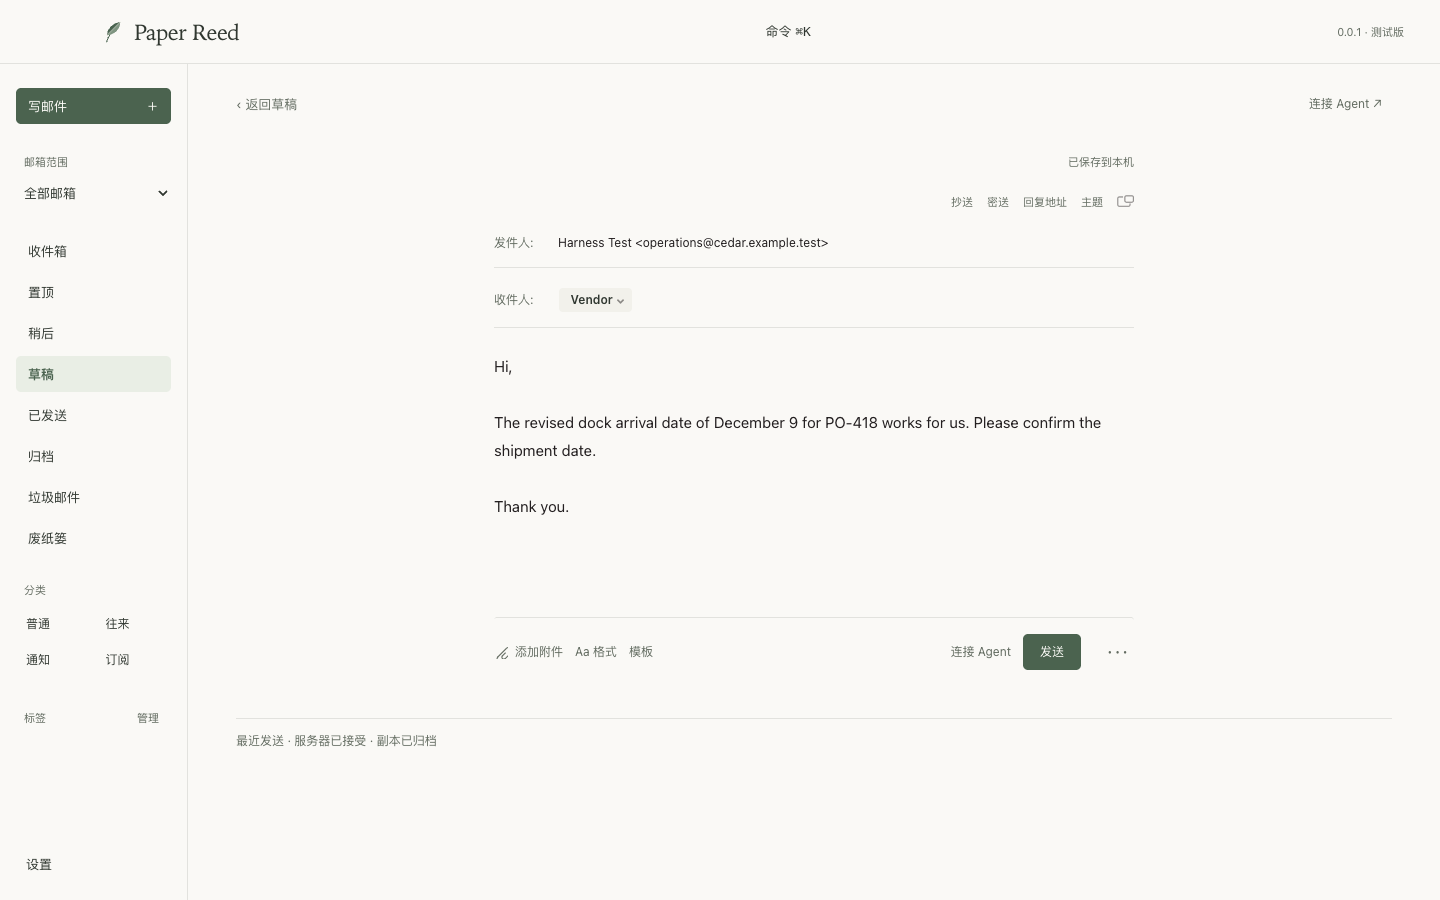 Paper Reed
命令 ⌘K
0.0.1 · 测试版
写邮件 +
邮箱范围
全部邮箱
收件箱
置顶
稍后
草稿
已发送
归档
垃圾邮件
废纸篓
分类
普通 往来
通知 订阅
标签 管理
设置
‹ 返回草稿
连接 Agent ↗
已保存到本机
抄送 密送 回复地址 主题
发件人: Harness Test <operations@cedar.example.test>
收件人: Vendor
Hi,
The revised dock arrival date of December 9 for PO-418 works for us. Please confirm the
shipment date.
Thank you.
添加附件 Aa 格式 模板
连接 Agent 发送 ···
最近发送 · 服务器已接受 · 副本已归档